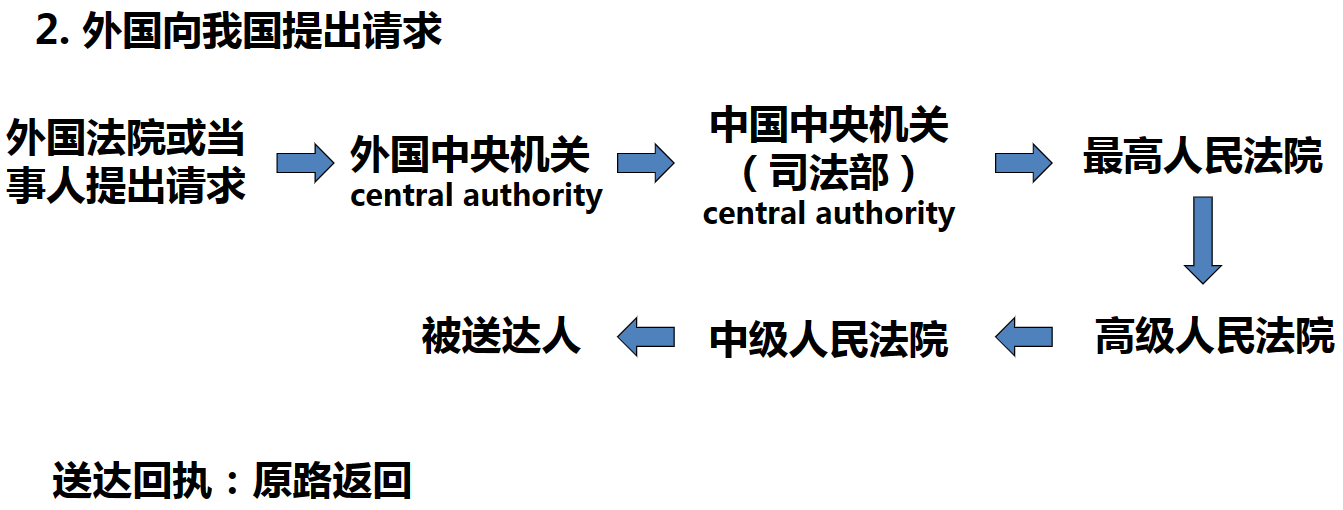 2. 外国向我国提出请求
外国法院或当
事人提出请求
外国中央机关
central authority
中国中央机关
（司法部）
central authority
最高人民法院
高级人民法院
中级人民法院
被送达人
送达回执：原路返回